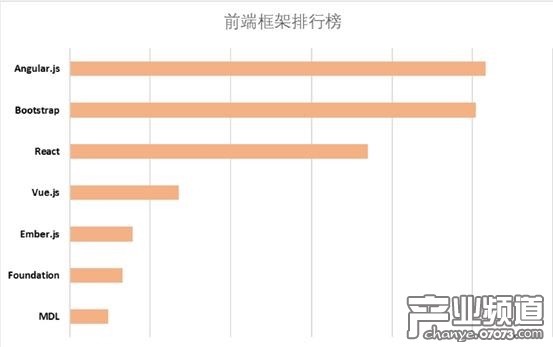 前端框架排行榜
Angular.js
Bootstrap
React
Vue.js
Ember.js
Foundation
MDL
产业频道
chanye.07073.com